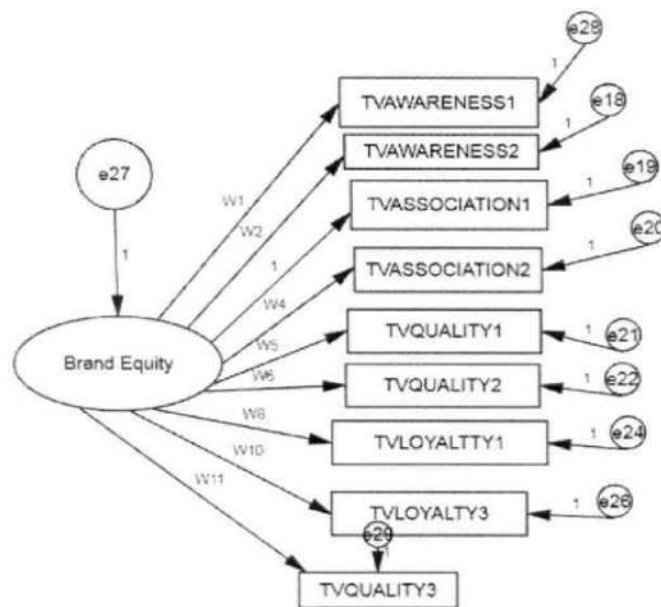 e28
1
TVAWARENESS1
e18
1
TVAWARENESS2
e27
e19
1
W1
TVASSOCIATION1
W2
e20
1
1
1
TVASSOCIATION2
W4
TVQUALITY1
1
e21
W5
Brand Equity
W6
TVQUALITY2
1
e22
W8
TVLOYALTTY1
1
e24
W10
W11
TVLOYALTY3
1
e26
e29
1
TVQUALITY3